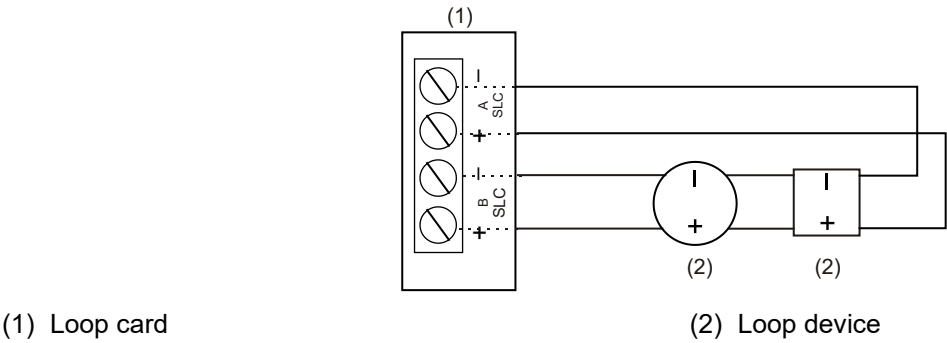 (1)
–
A
SLC
+
–
B
SLC
+
– –
+ +
(2) (2)
(1) Loop card (2) Loop device